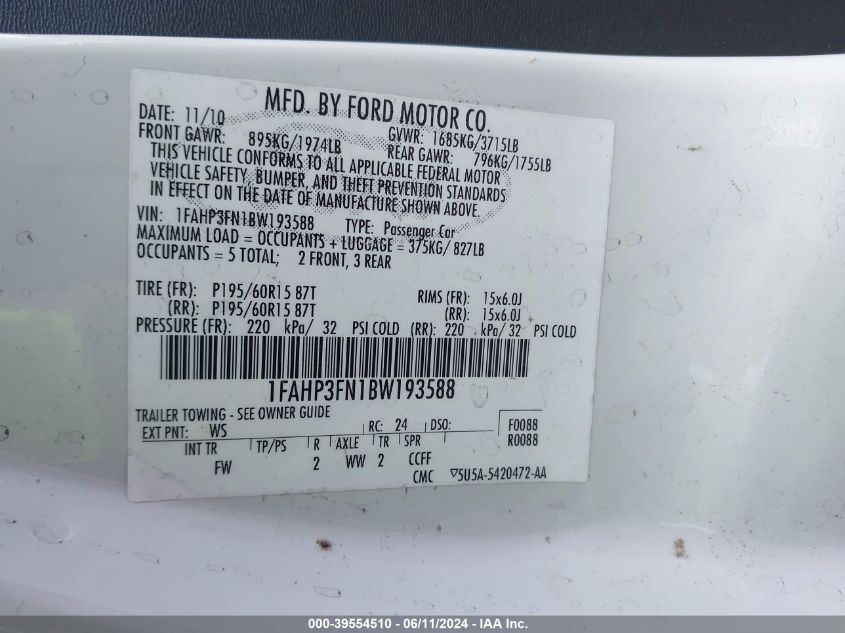 MFD. BY FORD MOTOR CO.
DATE: 11/10 GVWR: 1685KG/3715LB
FRONT GAWR: 895KG/1974LB REAR GAWR: 796KG/1755LB
THIS VEHICLE CONFORMS TO ALL APPLICABLE FEDERAL MOTOR
VEHICLE SAFETY, BUMPER, AND THEFT PREVENTION STANDARDS
IN EFFECT ON THE DATE OF MANUFACTURE SHOWN ABOVE.
VIN: 1FAHP3FN1BW193588 TYPE: Passenger Car
MAXIMUM LOAD = OCCUPANTS + LUGGAGE = 375KG/ 827LB
OCCUPANTS = 5 TOTAL; 2 FRONT, 3 REAR
TIRE (FR): P195/60R15 87T RIMS (FR): 15x6.0J
(RR): P195/60R15 87T (RR): 15x6.0J
PRESSURE (FR): 220 kPa/ 32 PSI COLD (RR): 220 kPa/ 32 PSI COLD
1FAHP3FN1BW193588
TRAILER TOWING - SEE OWNER GUIDE
EXT PNT: WS RC: 24 DSO: F0088
R0088
INT TR TP/PS R AXLE TR SPR
FW 2 WW 2 CCFF
CMC ▽5U5A-5420472-AA
000-39554510 - 06/11/2024 - IAA Inc.